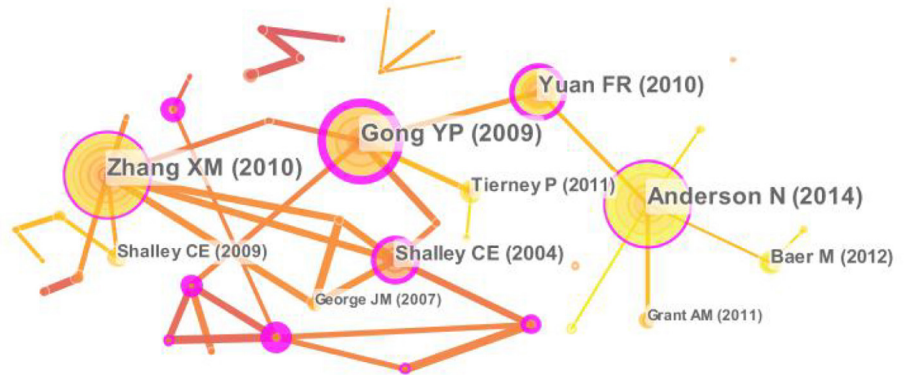 Yuan FR (2010)
Gong YP (2009)
Zhang XM (2010)
Tierney P (2011)
Anderson N (2014)
Shalley CE (2009)
Shalley CE (2004)
Baer M (2012)
George JM (2007)
Grant AM (2011)